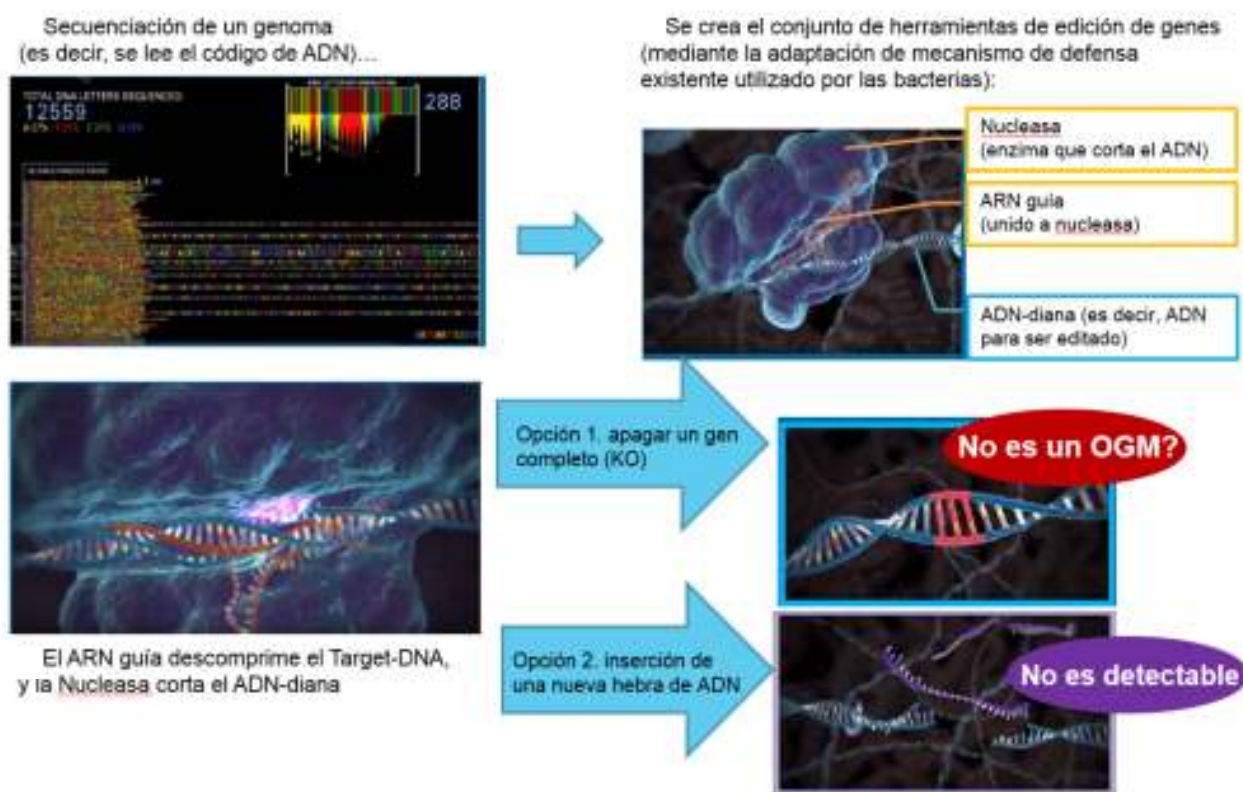 Secuenciación de un genoma
(es decir, se lee el código de ADN)...
Se crea el conjunto de herramientas de edición de genes
(mediante la adaptación de mecanismo de defensa
existente utilizado por las bacterias):
TOTAL DNA LETTERS SEQUENCED
12559
288
Nucleasa
(enzima que corta el ADN)
ARN guía
(unido a nucleasa)
ADN-diana (es decir, ADN
para ser editado)
Opción 1. apagar un gen
completo (KO)
No es un OGM?
El ARN guía descomprime el Target-DNA,
y la Nucleasa corta el ADN-diana
Opción 2. inserción de
una nueva hebra de ADN
No es detectable